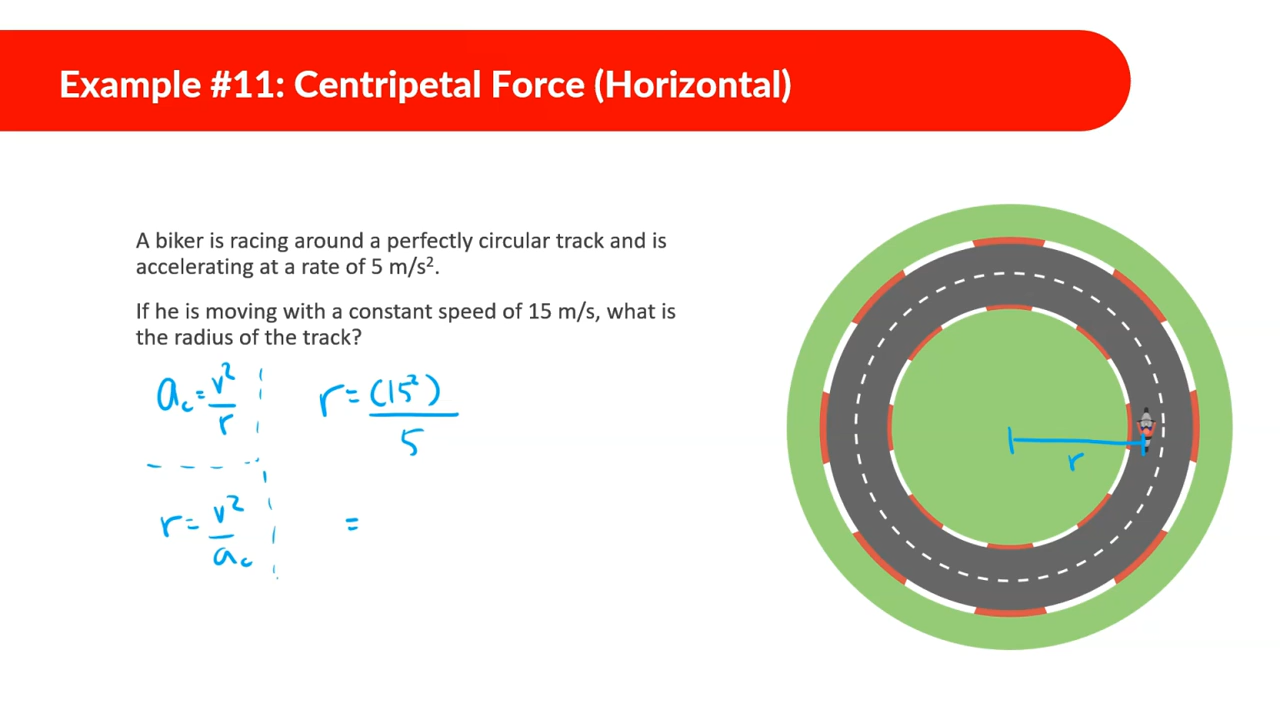 Example #11: Centripetal Force (Horizontal)
A biker is racing around a perfectly circular track and is
accelerating at a rate of 5 m/s².
If he is moving with a constant speed of 15 m/s, what is
the radius of the track?
a_c = v²/r
r = (15²)/5
r = v²/a_c
=
r